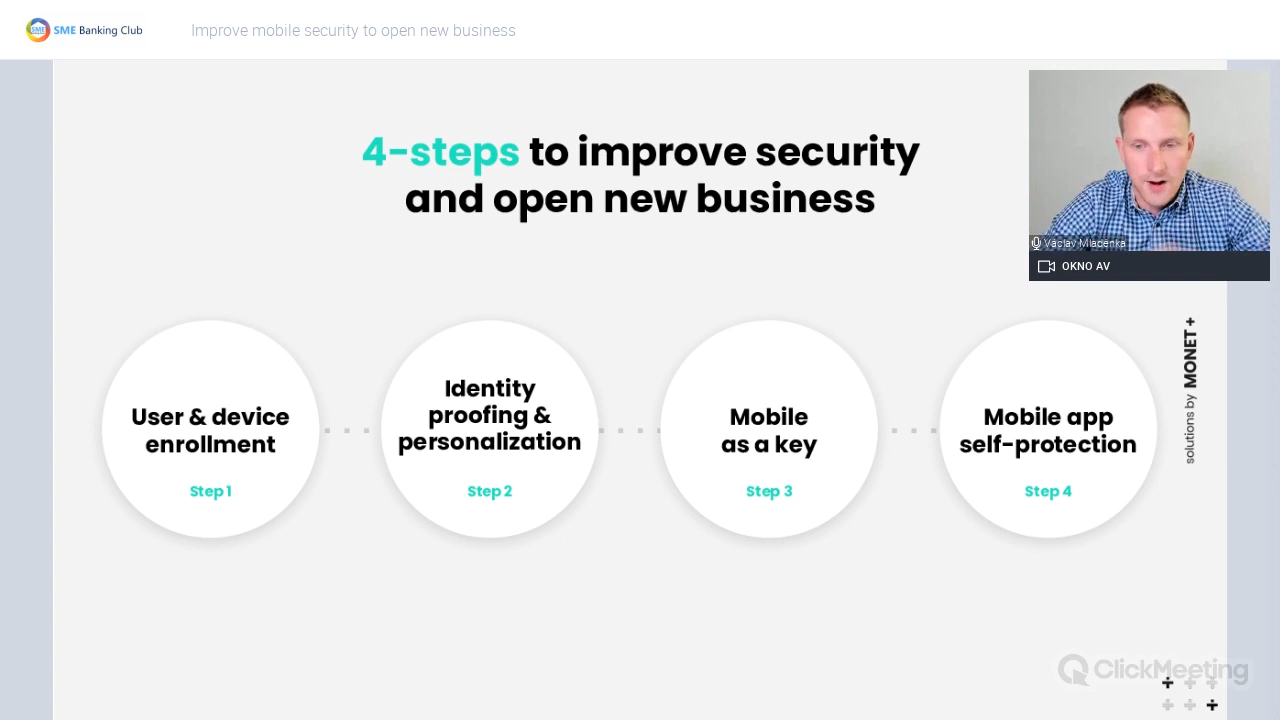 SME
SME Banking Club
Improve mobile security to open new business
4-steps to improve security
and open new business
Václav Mladěnka
OKNO AV
User & device
enrollment
Step 1
Identity
proofing &
personalization
Step 2
Mobile
as a key
Step 3
Mobile app
self-protection
Step 4
solutions by MONET+
ClickMeeting